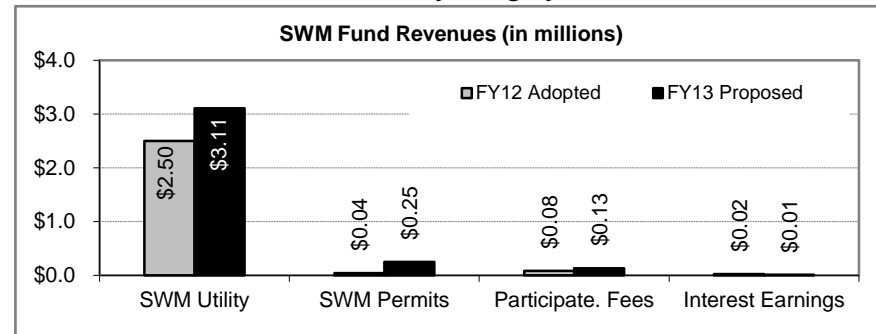 SWM Fund Revenues (in millions)
$4.0
FY12 Adopted FY13 Proposed
$3.0
$2.0
$1.0
$0.0
$2.50 $3.11 $0.04 $0.25 $0.08 $0.13 $0.02 $0.01
SWM Utility SWM Permits Participate. Fees Interest Earnings